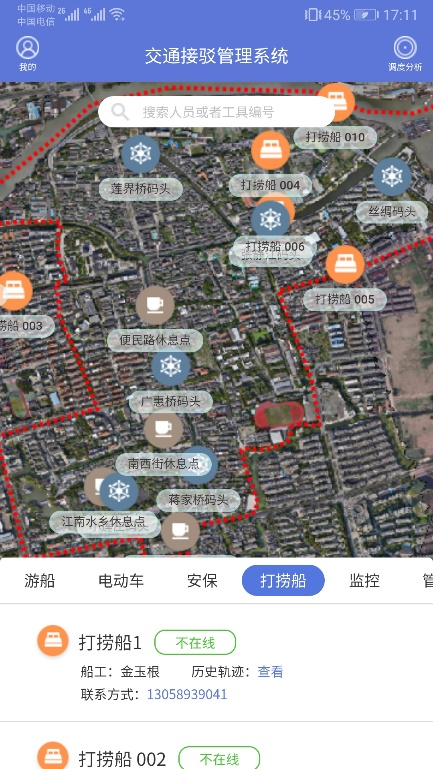 中国移动 2G 4G
中国电信
45% 17:11
我的
交通接驳管理系统
调度分析
搜索人员或者工具编号
打捞船 010
莲界桥码头
打捞船 004
丝绸码头
打捞船 006
打捞船 005
捞船 003
便民路休息点
广惠桥码头
南西街休息点
蒋家桥码头
江南水乡休息点
游船 电动车 安保 打捞船 监控
打捞船1 不在线
船工：金玉根 历史轨迹：查看
联系方式：13058939041
打捞船 002 不在线